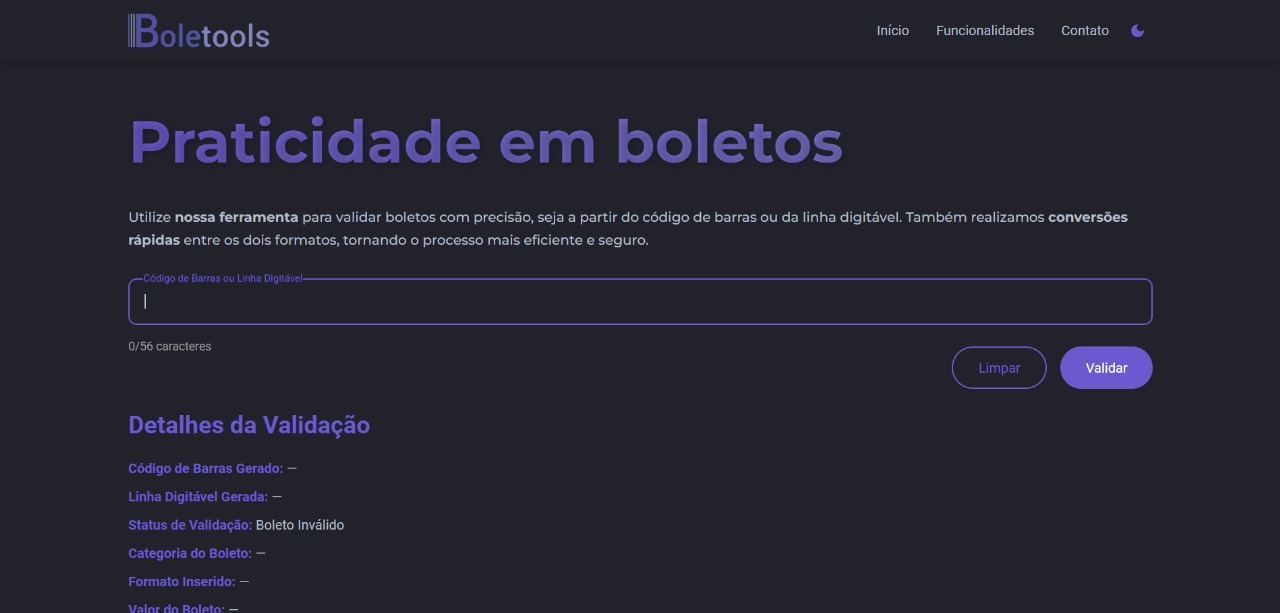 Boletools
Início
Funcionalidades
Contato
Praticidade em boletos
Utilize nossa ferramenta para validar boletos com precisão, seja a partir do código de barras ou da linha digitável. Também realizamos conversões
rápidas entre os dois formatos, tornando o processo mais eficiente e seguro.
Código de Barras ou Linha Digitável
0/56 caracteres
Limpar
Validar
Detalhes da Validação
Código de Barras Gerado: —
Linha Digitável Gerada: —
Status de Validação: Boleto Inválido
Categoria do Boleto: —
Formato Inserido: —
Valor do Boleto: —